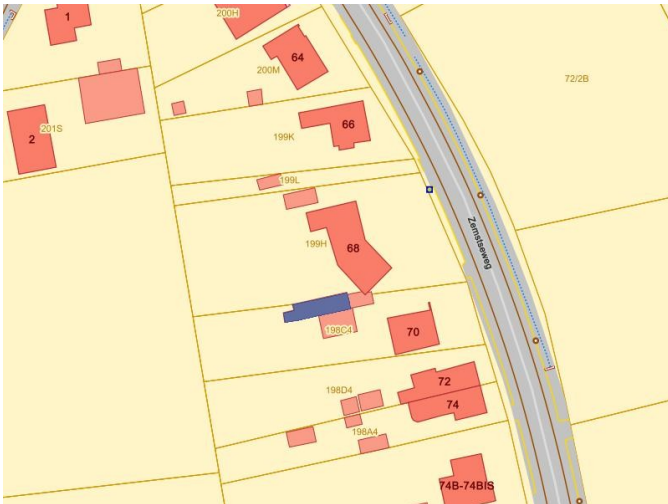 1
200H
64
200M
72/2B
66
201S
2
199K
199L
Zemstseweg
199H
68
198C4
70
72
198D4
74
198A4
74B-74BIS